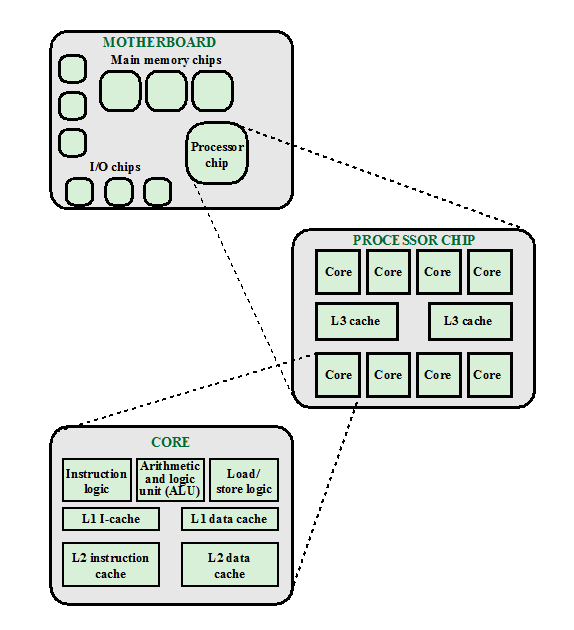 MOTHERBOARD
Main memory chips
Processor
chip
I/O chips
PROCESSOR CHIP
Core Core Core Core
L3 cache L3 cache
Core Core Core Core
CORE
Instruction
logic
Arithmetic
and logic
unit (ALU)
Load/
store logic
L1 I-cache L1 data cache
L2 instruction
cache
L2 data
cache